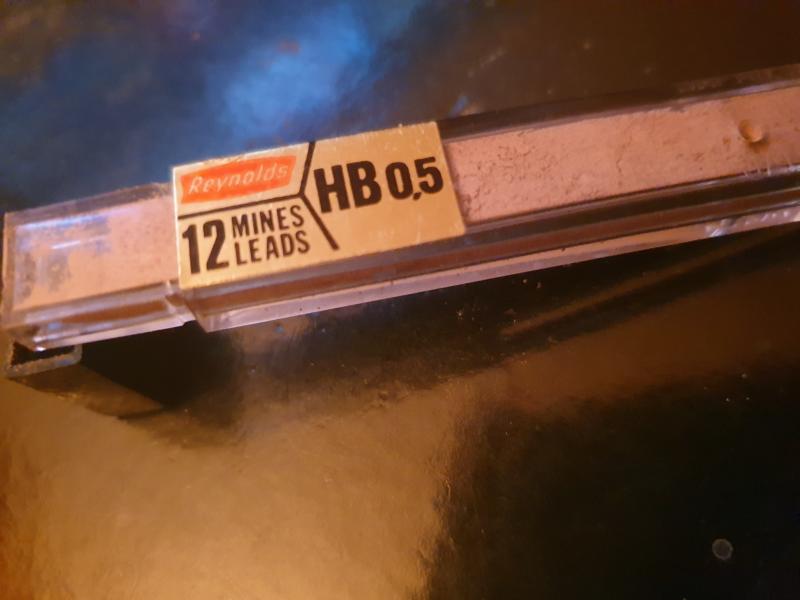 Reynolds
HB 0,5
12 MINES
LEADS